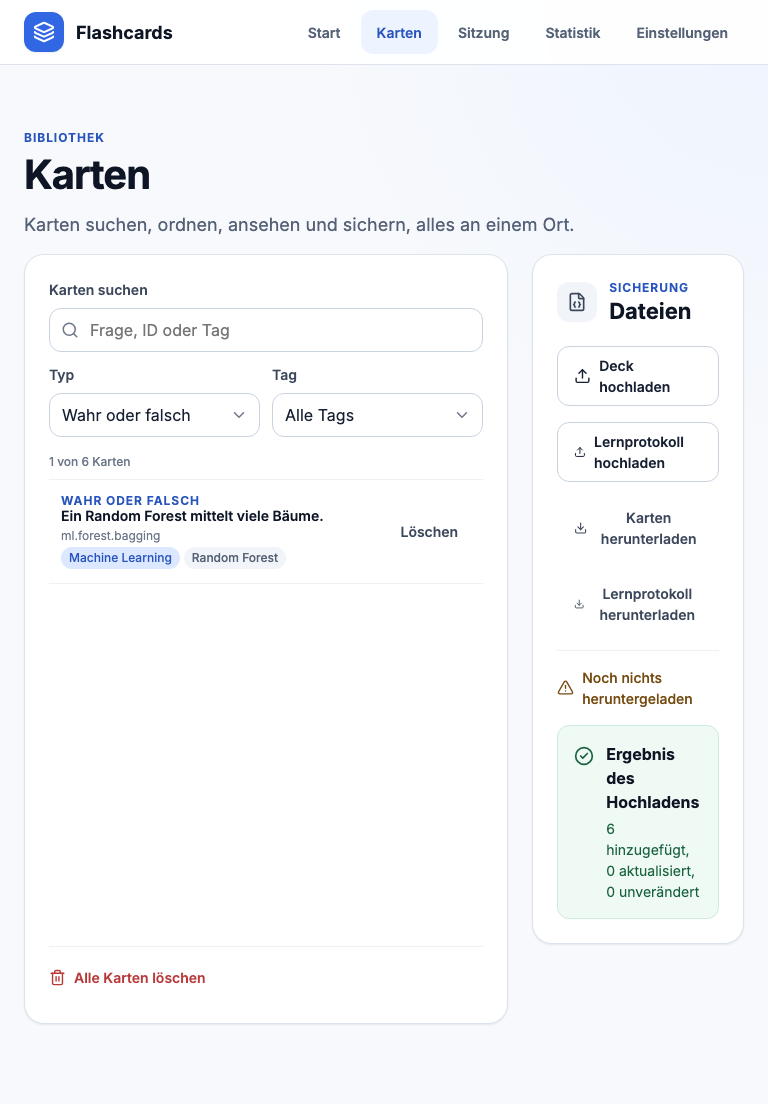 Flashcards
Start
Karten
Sitzung
Statistik
Einstellungen
BIBLIOTHEK
Karten
Karten suchen, ordnen, ansehen und sichern, alles an einem Ort.
Karten suchen
Frage, ID oder Tag
Typ
Tag
Wahr oder falsch
Alle Tags
1 von 6 Karten
WAHR ODER FALSCH
Ein Random Forest mittelt viele Bäume.
ml.forest.bagging
Machine Learning
Random Forest
Löschen
Alle Karten löschen
SICHERUNG
Dateien
Deck
hochladen
Lernprotokoll
hochladen
Karten
herunterladen
Lernprotokoll
herunterladen
Noch nichts
heruntergeladen
Ergebnis
des
Hochladens
6
hinzugefügt,
0 aktualisiert,
0 unverändert